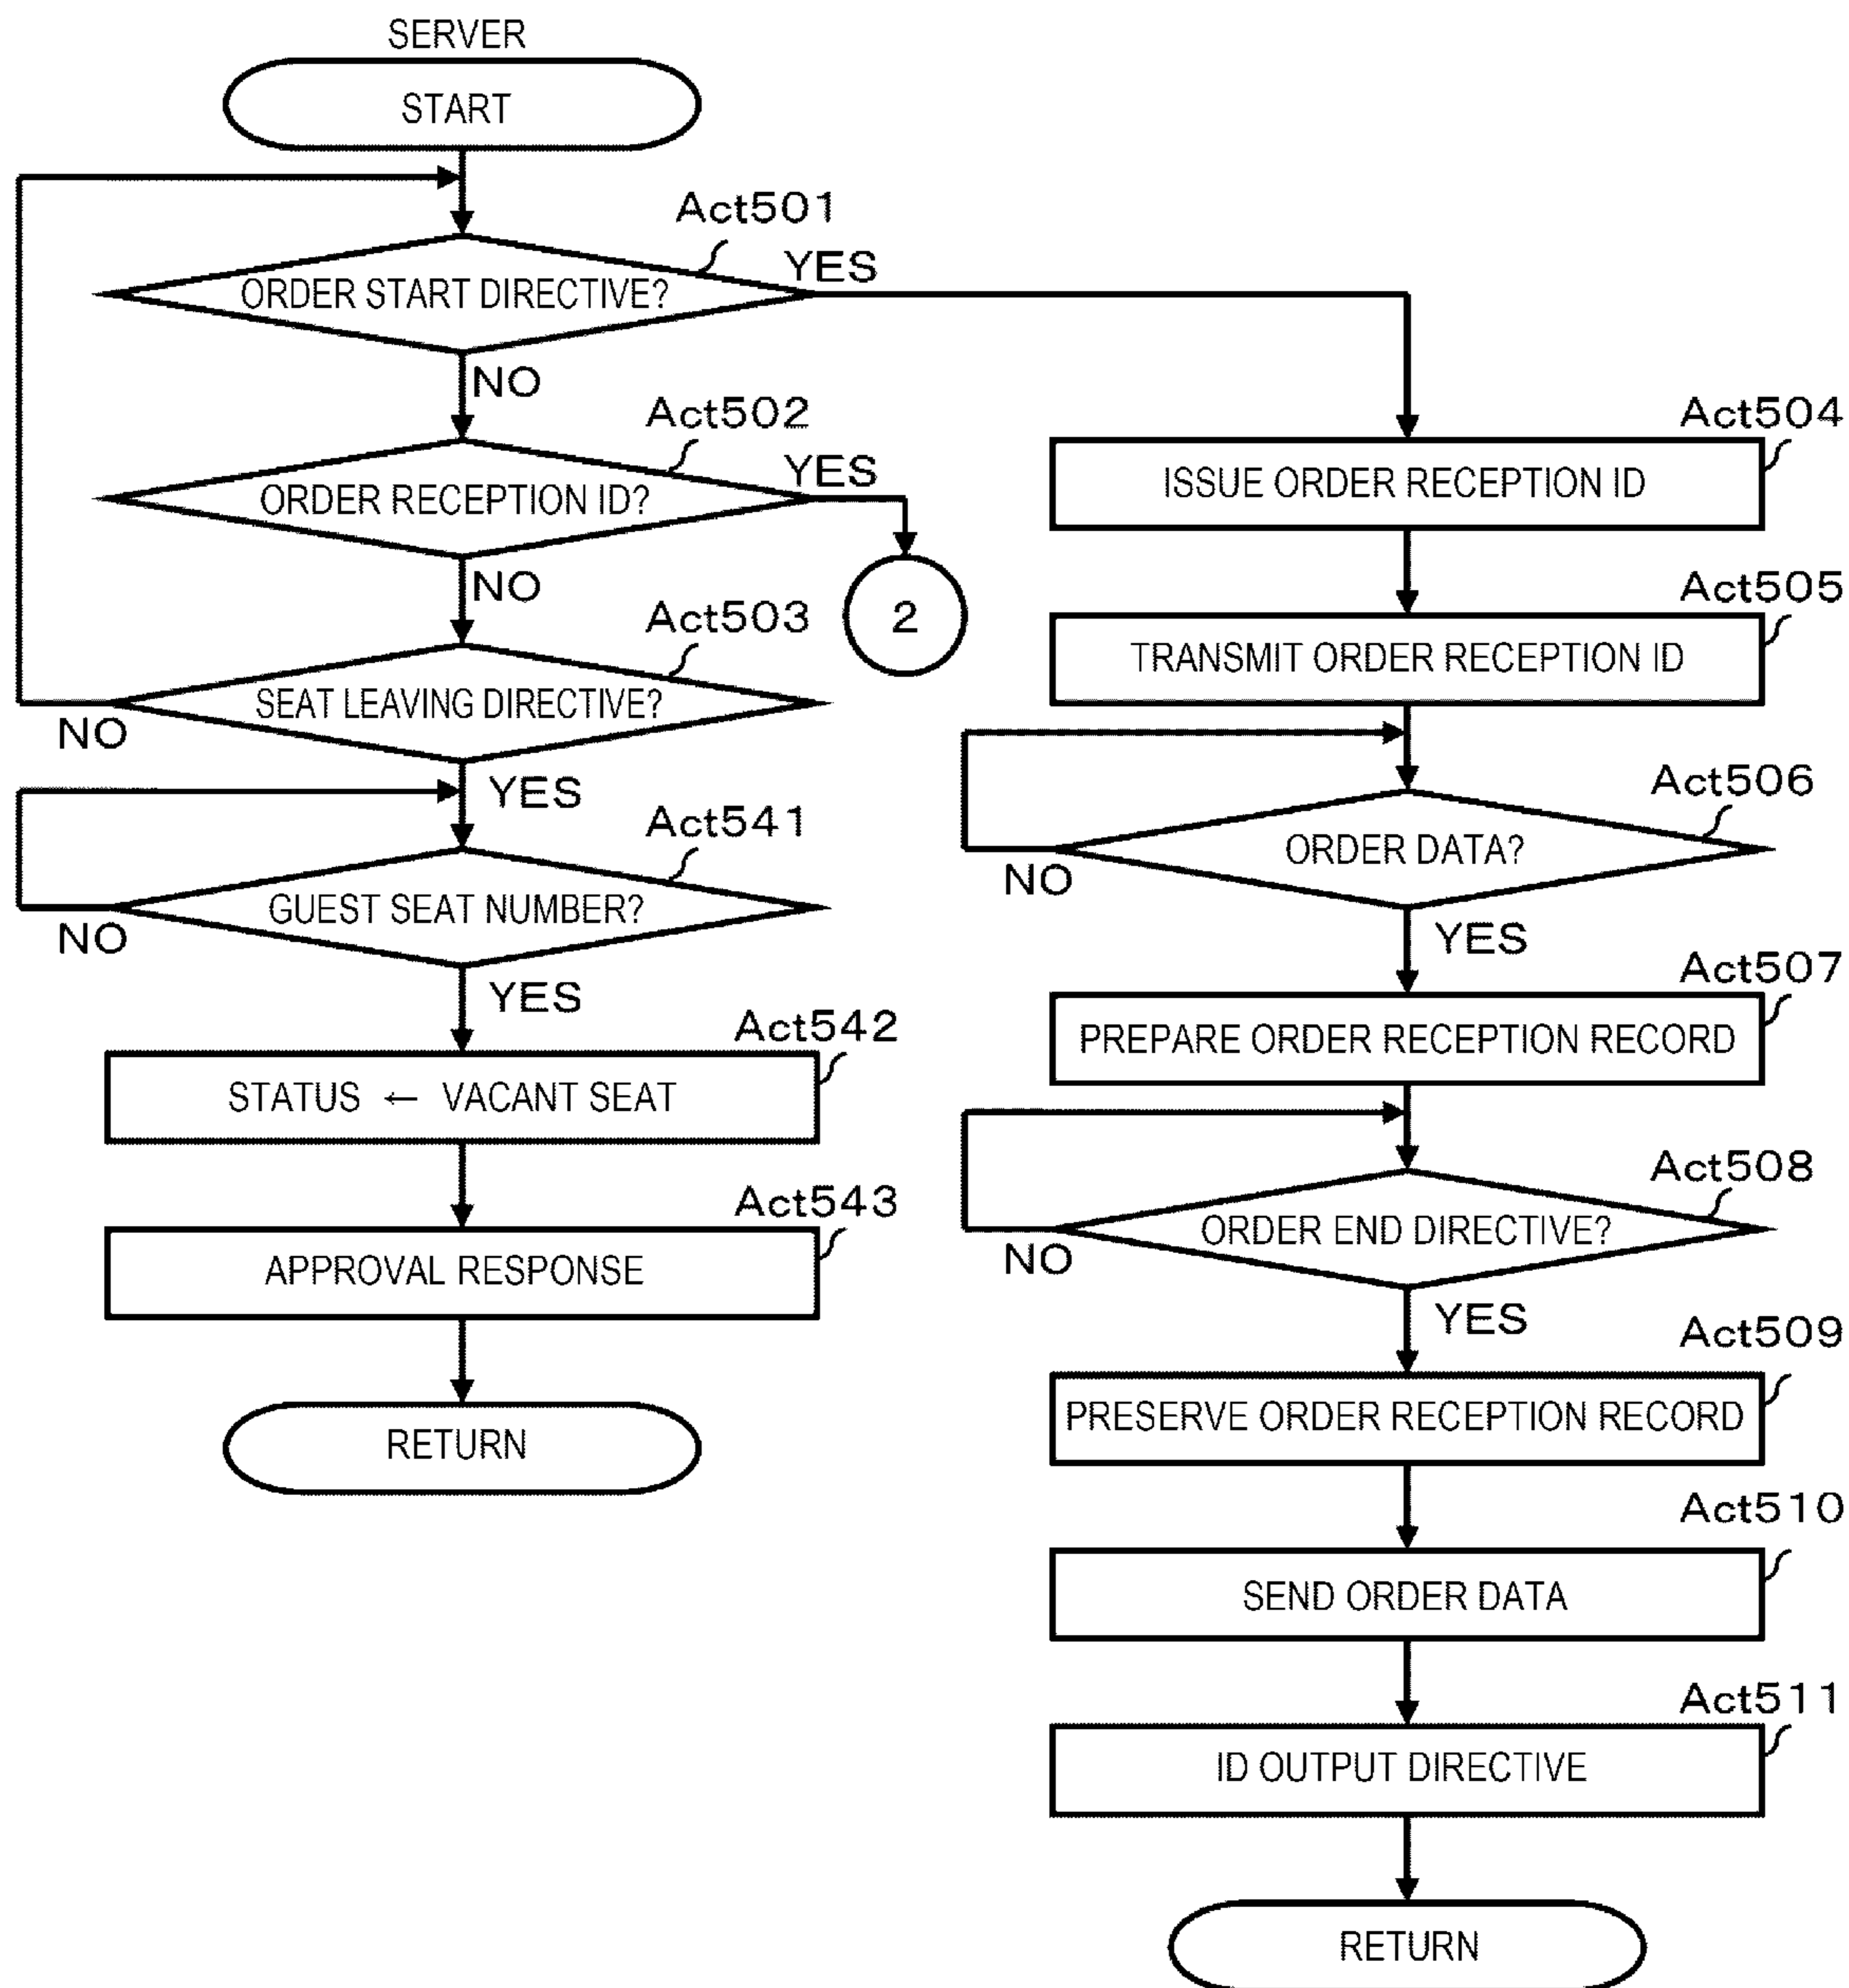 SERVER
START
Act501
ORDER START DIRECTIVE?
YES
NO
Act502
ORDER RECEPTION ID?
YES
2
NO
Act503
SEAT LEAVING DIRECTIVE?
NO
YES
Act541
GUEST SEAT NUMBER?
NO
YES
Act542
STATUS ← VACANT SEAT
Act543
APPROVAL RESPONSE
RETURN
Act504
ISSUE ORDER RECEPTION ID
Act505
TRANSMIT ORDER RECEPTION ID
Act506
ORDER DATA?
NO
YES
Act507
PREPARE ORDER RECEPTION RECORD
Act508
ORDER END DIRECTIVE?
NO
YES
Act509
PRESERVE ORDER RECEPTION RECORD
Act510
SEND ORDER DATA
Act511
ID OUTPUT DIRECTIVE
RETURN